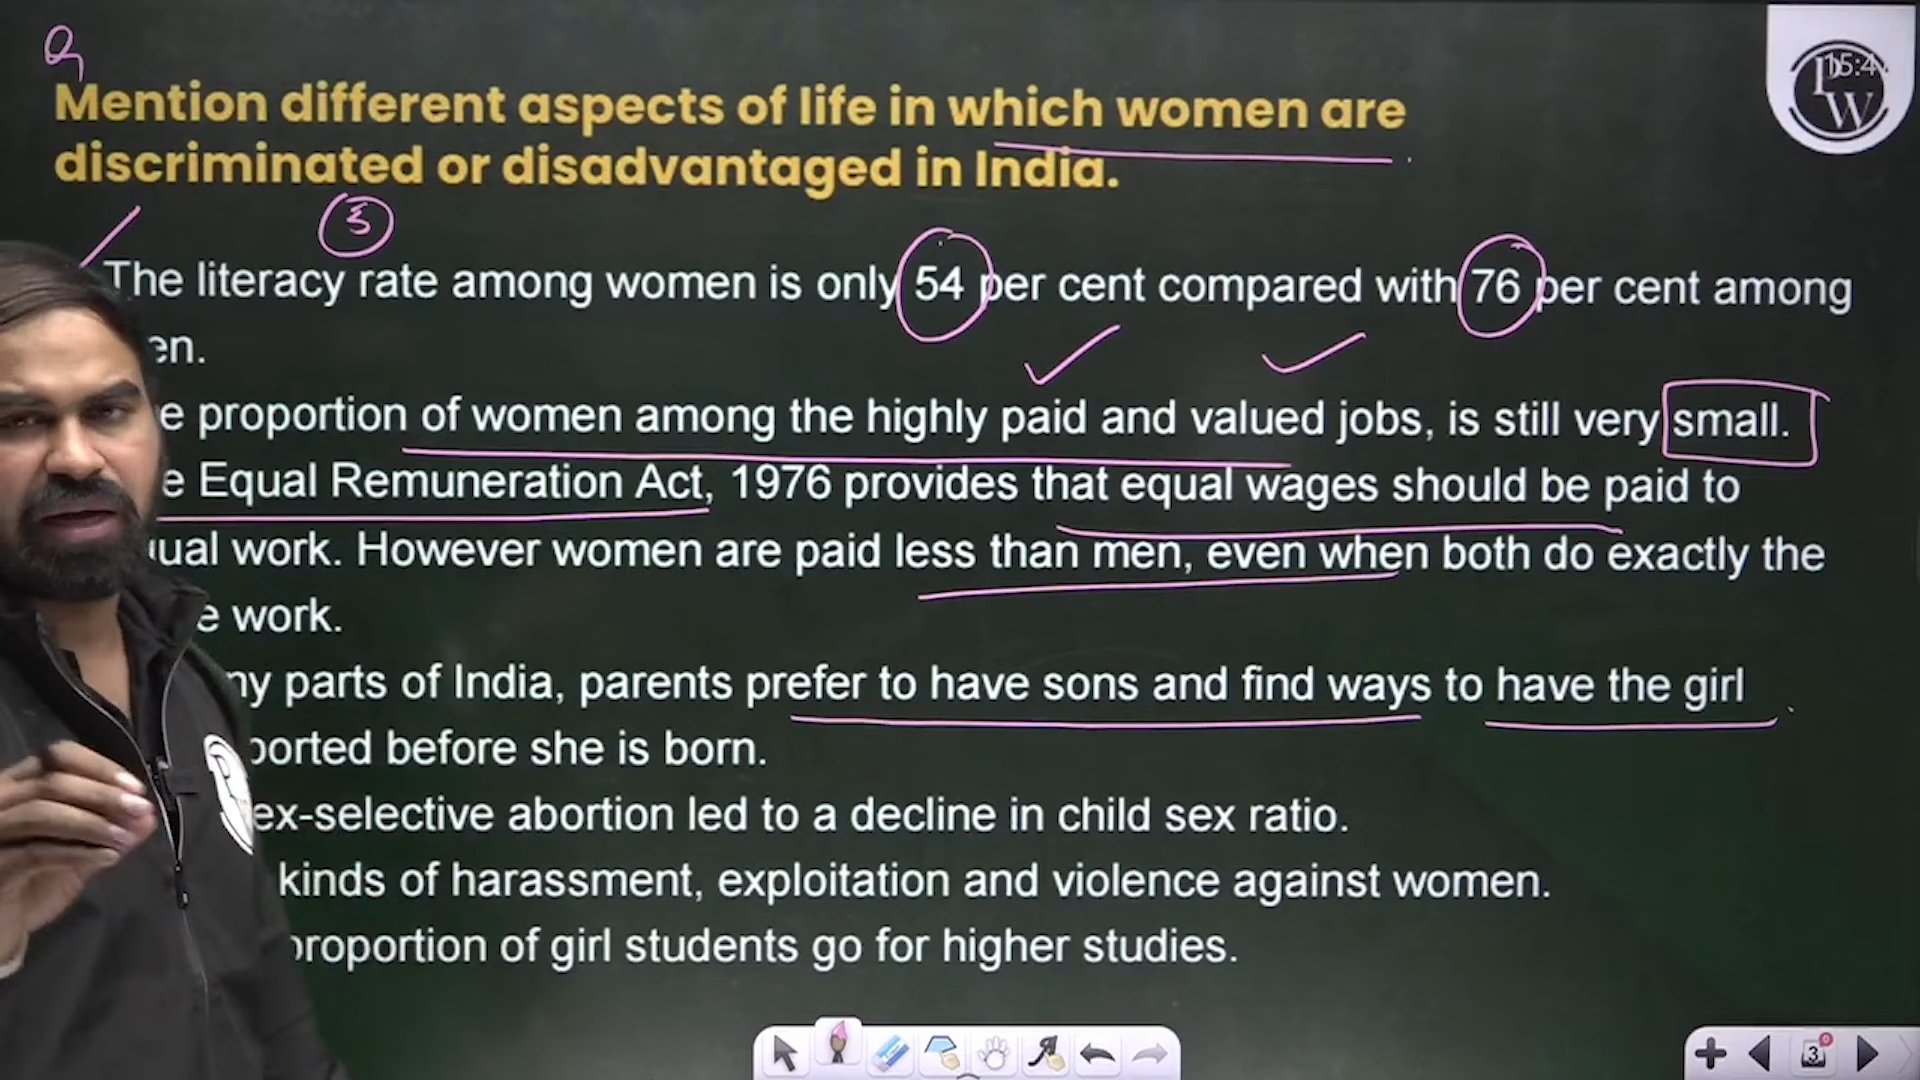 Q
Mention different aspects of life in which women are
discriminated or disadvantaged in India.
5
The literacy rate among women is only 54 per cent compared with 76 per cent among
en.
e proportion of women among the highly paid and valued jobs, is still very small.
e Equal Remuneration Act, 1976 provides that equal wages should be paid to
ual work. However women are paid less than men, even when both do exactly the
e work.
ny parts of India, parents prefer to have sons and find ways to have the girl
ported before she is born.
ex-selective abortion led to a decline in child sex ratio.
kinds of harassment, exploitation and violence against women.
proportion of girl students go for higher studies.
15:4
PW
3